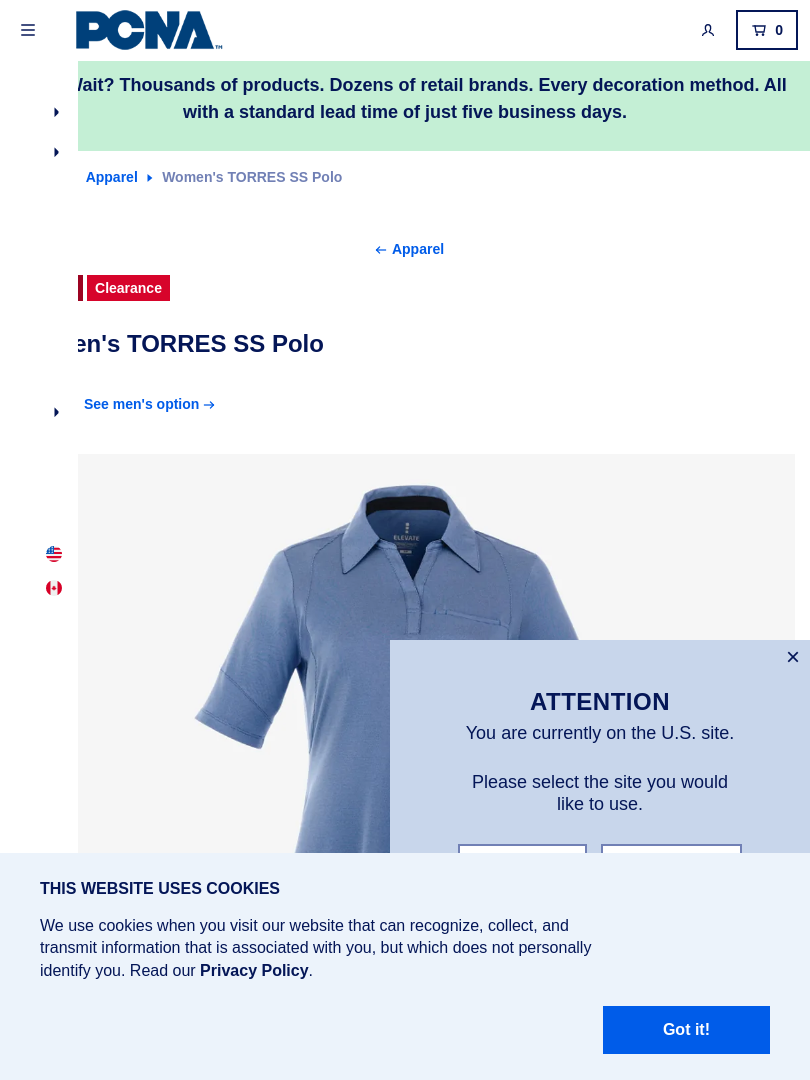 PCNA™
0
Wait? Thousands of products. Dozens of retail brands. Every decoration method. All
with a standard lead time of just five business days.
Apparel
Women's TORRES SS Polo
Apparel
Clearance
en's TORRES SS Polo
See men's option
ELEVATE
ATTENTION
You are currently on the U.S. site.
Please select the site you would
like to use.
THIS WEBSITE USES COOKIES
We use cookies when you visit our website that can recognize, collect, and
transmit information that is associated with you, but which does not personally
identify you. Read our Privacy Policy.
Got it!